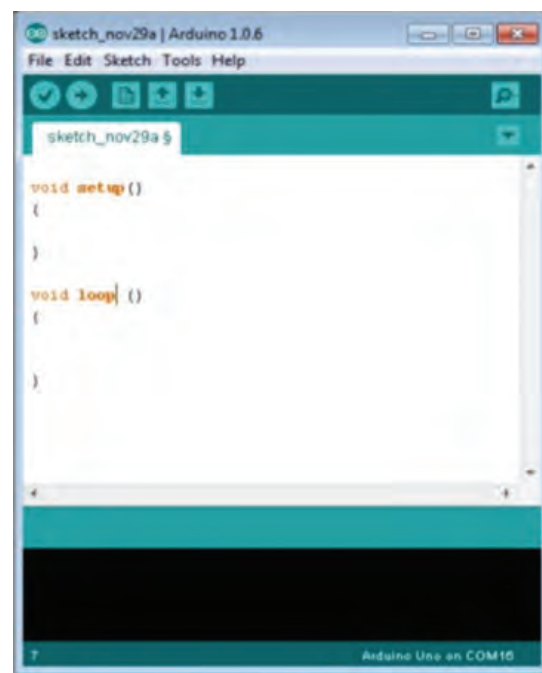 sketch_nov29a | Arduino 1.0.6
File Edit Sketch Tools Help
sketch_nov29a §
void setup()
{
}
void loop ()
{
}
7
Arduino Uno on COM16